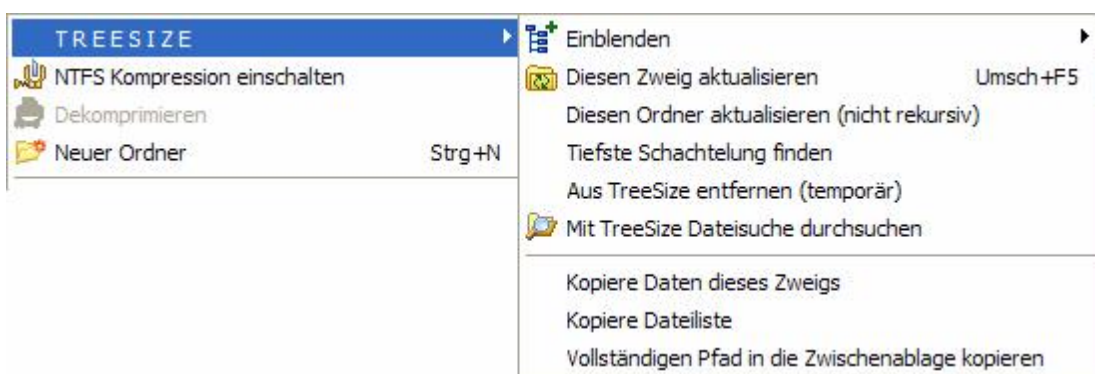 TREESIZE
NTFS Kompression einschalten
Dekomprimieren
Neuer Ordner Strg+N
Einblenden
Diesen Zweig aktualisieren Umsch+F5
Diesen Ordner aktualisieren (nicht rekursiv)
Tiefste Schachtelung finden
Aus TreeSize entfernen (temporär)
Mit TreeSize Dateisuche durchsuchen
Kopiere Daten dieses Zweigs
Kopiere Dateiliste
Vollständigen Pfad in die Zwischenablage kopieren